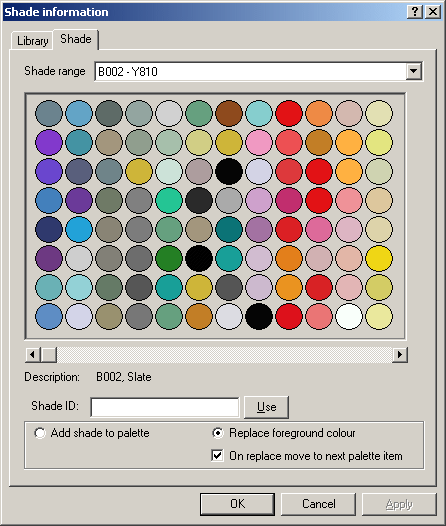 Shade information
Library Shade
Shade range B002 - Y810
Description: B002, Slate
Shade ID: Use
Add shade to palette Replace foreground colour
On replace move to next palette item
OK Cancel Apply